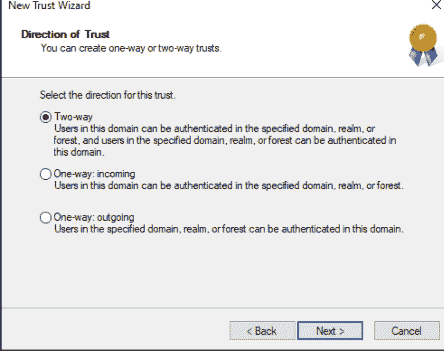 New Trust Wizard
Direction of Trust
You can create one-way or two-way trusts.
Select the direction for this trust.
Two-way
Users in this domain can be authenticated in the specified domain, realm, or
forest, and users in the specified domain, realm, or forest can be authenticated in
this domain.
One-way: incoming
Users in this domain can be authenticated in the specified domain, realm, or forest.
One-way: outgoing
Users in the specified domain, realm, or forest can be authenticated in this domain.
< Back Next > Cancel